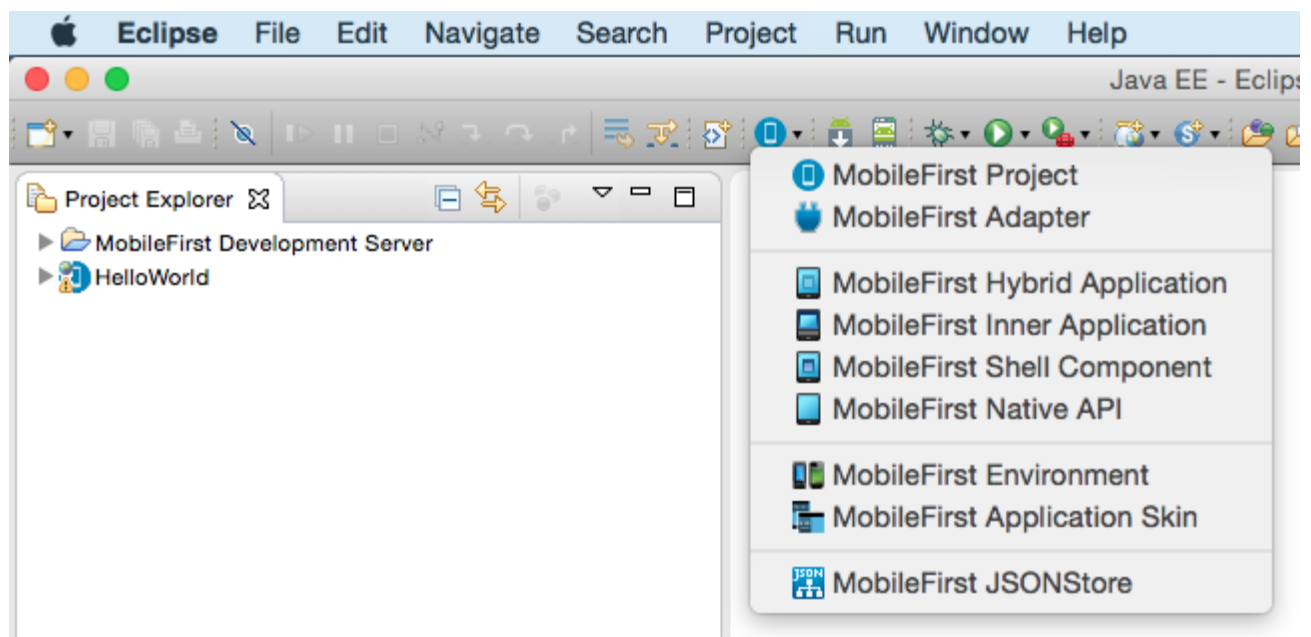 Eclipse File Edit Navigate Search Project Run Window Help
Java EE - Eclips
Project Explorer
MobileFirst Development Server
HelloWorld
MobileFirst Project
MobileFirst Adapter
MobileFirst Hybrid Application
MobileFirst Inner Application
MobileFirst Shell Component
MobileFirst Native API
MobileFirst Environment
MobileFirst Application Skin
JSON MobileFirst JSONStore